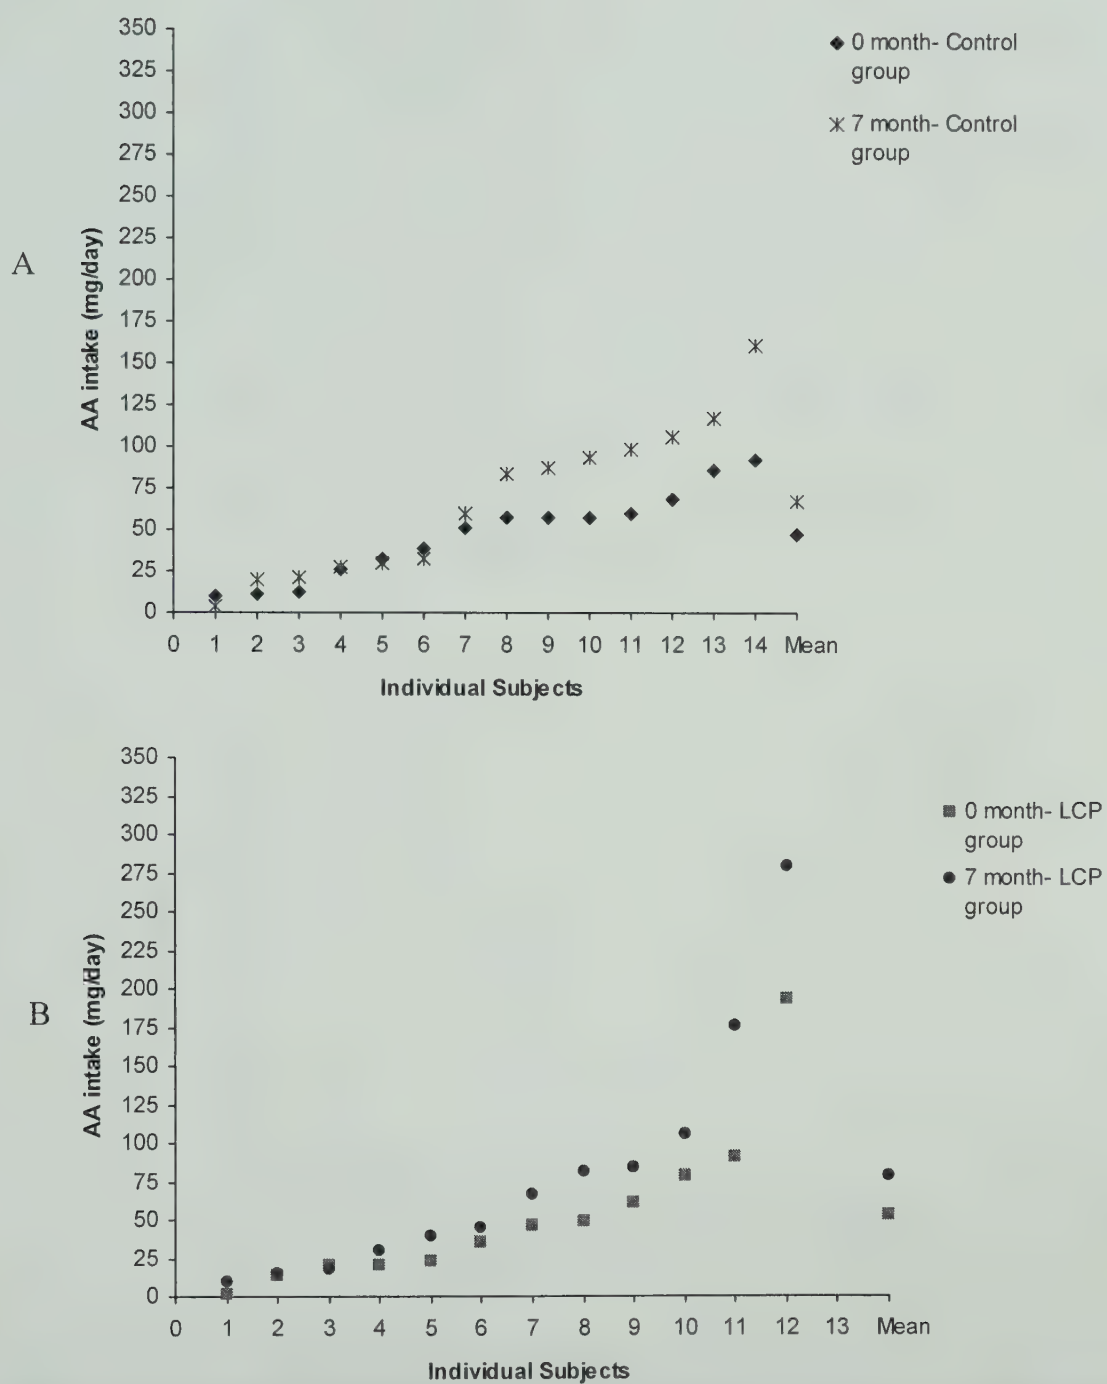 350
325
300
275
250
225
200
175
150
125
100
75
50
25
0
AA intake (mg/day)
A
0 1 2 3 4 5 6 7 8 9 10 11 12 13 14 Mean
Individual Subjects
0 month- Control
group
7 month- Control
group
350
325
300
275
250
225
200
175
150
125
100
75
50
25
0
AA intake (mg/day)
B
0 1 2 3 4 5 6 7 8 9 10 11 12 13 Mean
Individual Subjects
0 month- LCP
group
7 month- LCP
group